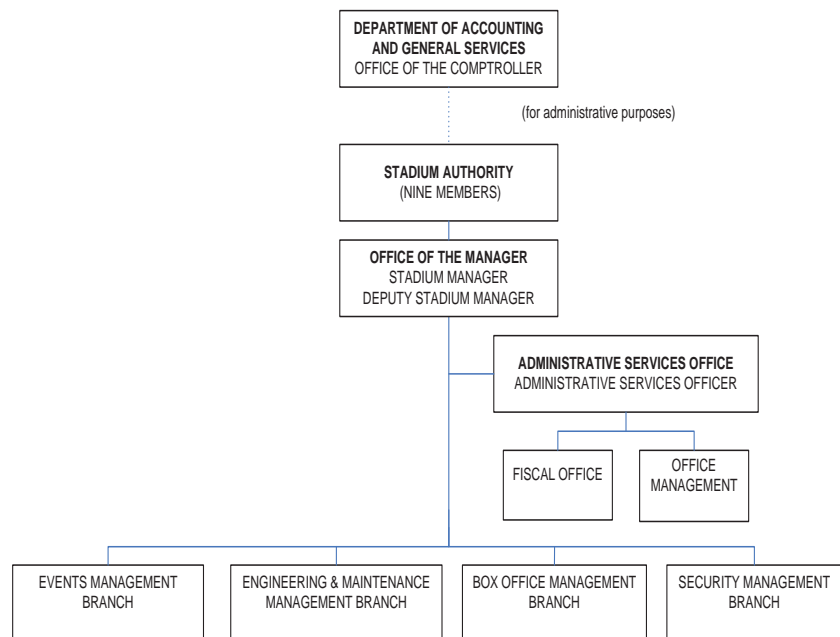 DEPARTMENT OF ACCOUNTING
AND GENERAL SERVICES
OFFICE OF THE COMPTROLLER
(for administrative purposes)
STADIUM AUTHORITY
(NINE MEMBERS)
OFFICE OF THE MANAGER
STADIUM MANAGER
DEPUTY STADIUM MANAGER
ADMINISTRATIVE SERVICES OFFICE
ADMINISTRATIVE SERVICES OFFICER
FISCAL OFFICE
OFFICE
MANAGEMENT
EVENTS MANAGEMENT
BRANCH
ENGINEERING & MAINTENANCE
MANAGEMENT BRANCH
BOX OFFICE MANAGEMENT
BRANCH
SECURITY MANAGEMENT
BRANCH